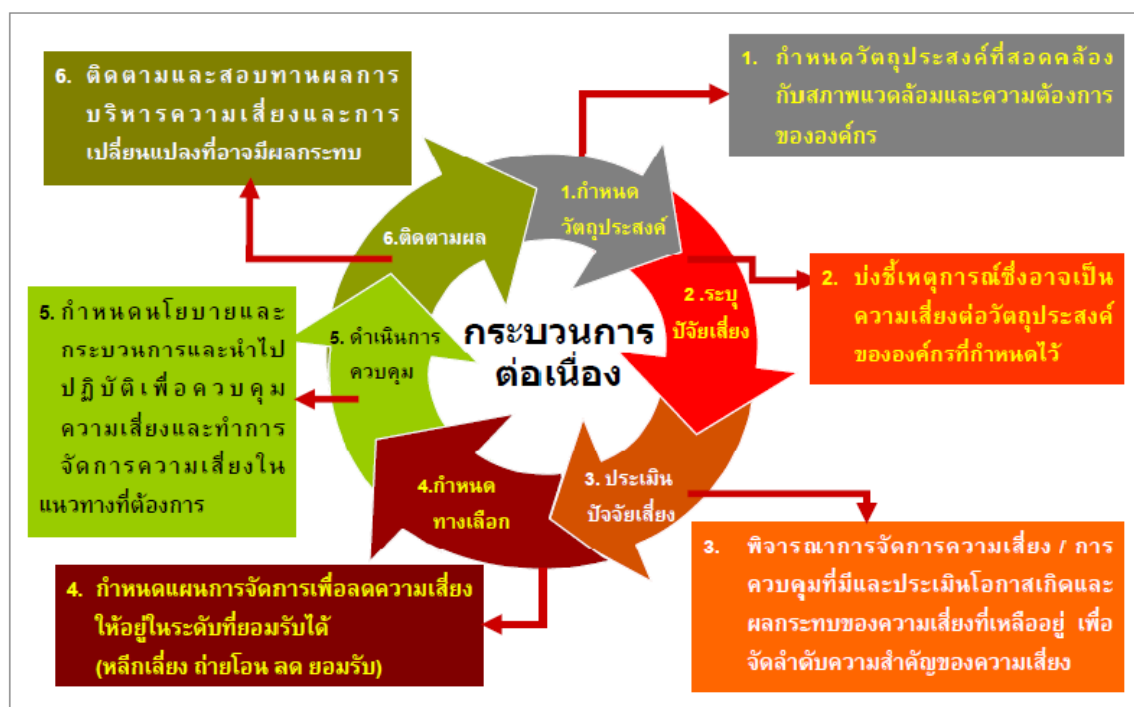 1. กำหนดวัตถุประสงค์ที่สอดคล้อง
กับสภาพแวดล้อมและความต้องการ
ขององค์กร
6. ติดตามและสอบทานผลการ
บริหารความเสี่ยงและการ
เปลี่ยนแปลงที่อาจมีผลกระทบ
1.กำหนด
วัตถุประสงค์
6.ติดตามผล
2 .ระบุ
ปัจัยเสี่ยง
2. บ่งชี้เหตุการณ์ซึ่งอาจเป็น
ความเสี่ยงต่อวัตถุประสงค์
ขององค์กรที่กำหนดไว้
5. กำหนดนโยบายและ
กระบวนการและนำไป
ปฏิบัติเพื่อควบคุม
ความเสี่ยงและทำการ
จัดการความเสี่ยงใน
แนวทางที่ต้องการ
5. ดำเนินการ
ควบคุม
กระบวนการ
ต่อเนื่อง
3. ประเมิน
ปัจจัยเสี่ยง
4.กำหนด
ทางเลือก
3. พิจารณาการจัดการความเสี่ยง / การ
ควบคุมที่มีและประเมินโอกาสเกิดและ
ผลกระทบของความเสี่ยงที่เหลืออยู่ เพื่อ
จัดลำดับความสำคัญของความเสี่ยง
4. กำหนดแผนการจัดการเพื่อลดความเสี่ยง
ให้อยู่ในระดับที่ยอมรับได้
(หลีกเลี่ยง ถ่ายโอน ลด ยอมรับ)